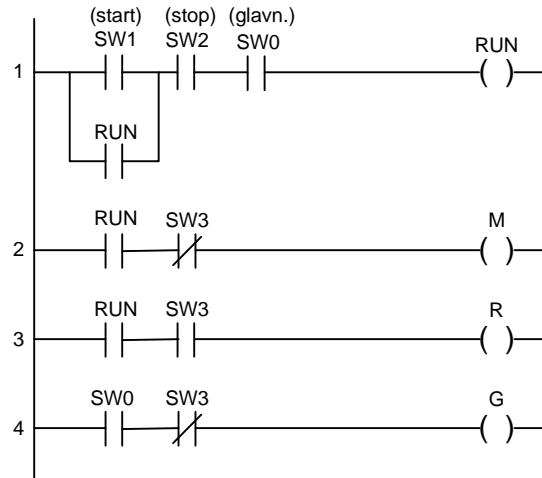 (start) (stop) (glavn.)
SW1 SW2 SW0 RUN
1
RUN
RUN SW3 M
2
RUN SW3 R
3
SW0 SW3 G
4